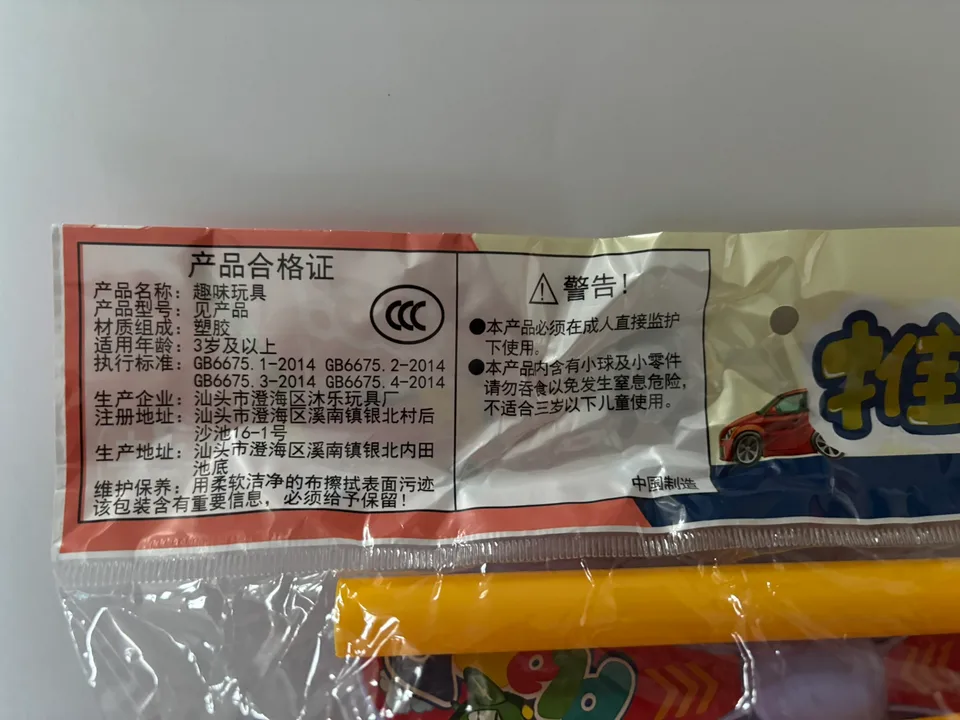 产品合格证
产品名称：趣味玩具
产品型号：见产品
材质组成：塑胶
适用年龄：3岁及以上
执行标准：GB6675.1-2014 GB6675.2-2014
GB6675.3-2014 GB6675.4-2014
生产企业：汕头市澄海区沐乐玩具厂
注册地址：汕头市澄海区溪南镇银北村后
沙池16-1号
生产地址：汕头市澄海区溪南镇银北内田
池底
维护保养：用柔软洁净的布擦拭表面污迹
该包装含有重要信息，必须给予保留！
CCC
警告！
●本产品必须在成人直接监护
下使用。
●本产品内含有小球及小零件
请勿吞食以免发生窒息危险，
不适合三岁以下儿童使用。
中國制造
推